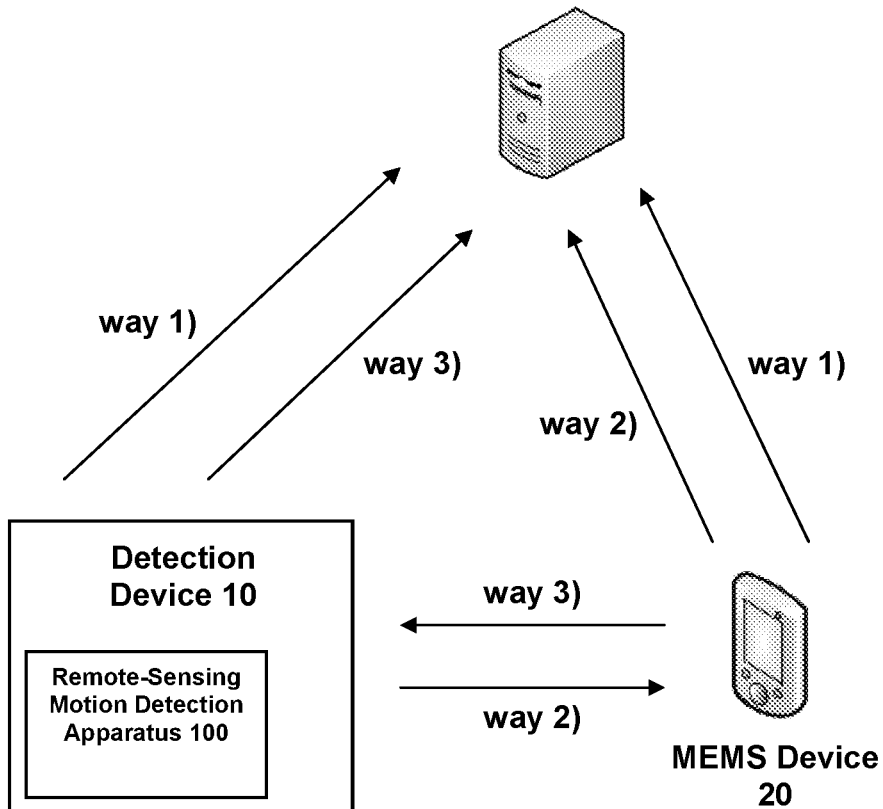 way 1)
way 3)
way 1)
way 2)
Detection
Device 10
Remote-Sensing
Motion Detection
Apparatus 100
way 3)
way 2)
MEMS Device
20